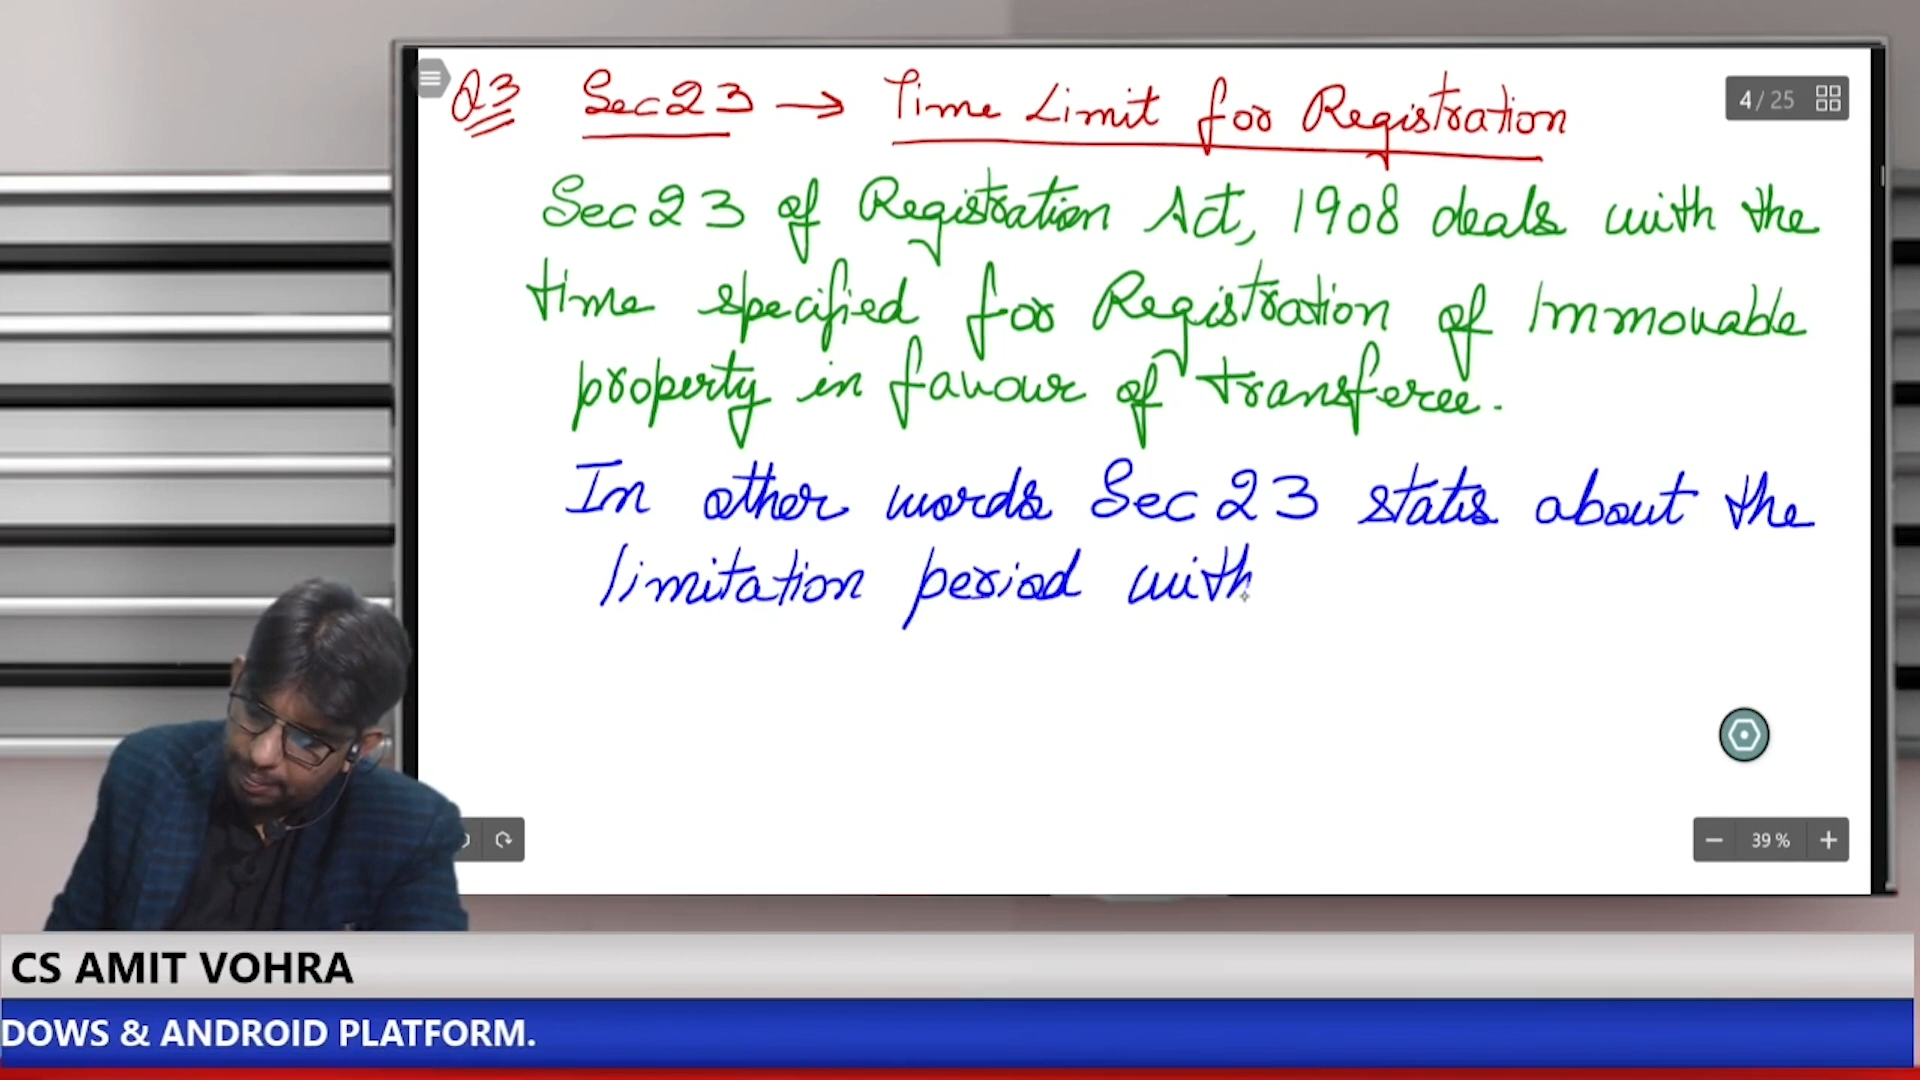 Q3 Sec 23 → Time Limit for Registration
4 / 25
Sec 23 of Registration Act, 1908 deals with the
time specified for Registration of Immovable
property in favour of transferee.
In other words Sec 23 states about the
limitation period with
39 %
CS AMIT VOHRA
DOWS & ANDROID PLATFORM.